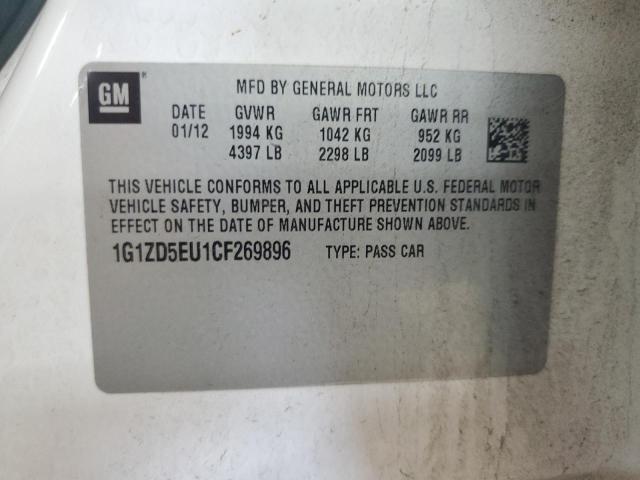 GM
MFD BY GENERAL MOTORS LLC
DATE GVWR GAWR FRT GAWR RR
01/12 1994 KG 1042 KG 952 KG
4397 LB 2298 LB 2099 LB
THIS VEHICLE CONFORMS TO ALL APPLICABLE U.S. FEDERAL MOTOR
VEHICLE SAFETY, BUMPER, AND THEFT PREVENTION STANDARDS IN
EFFECT ON THE DATE OF MANUFACTURE SHOWN ABOVE.
1G1ZD5EU1CF269896 TYPE: PASS CAR